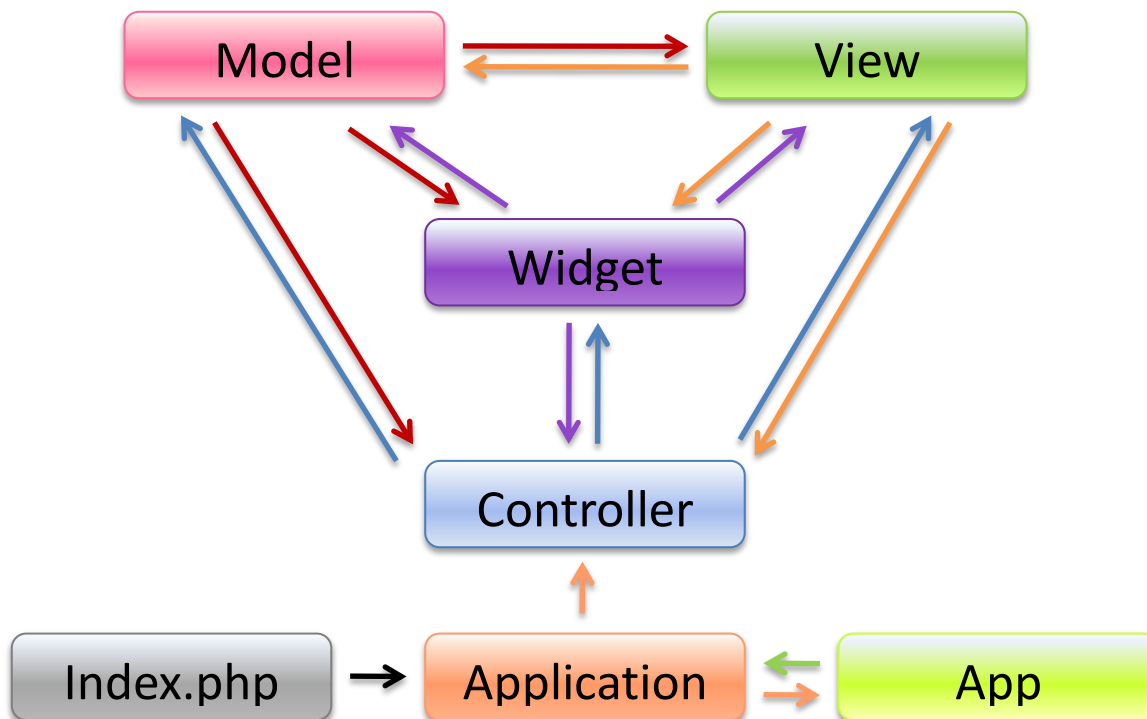 Model
View
Widget
Controller
Index.php
Application
App